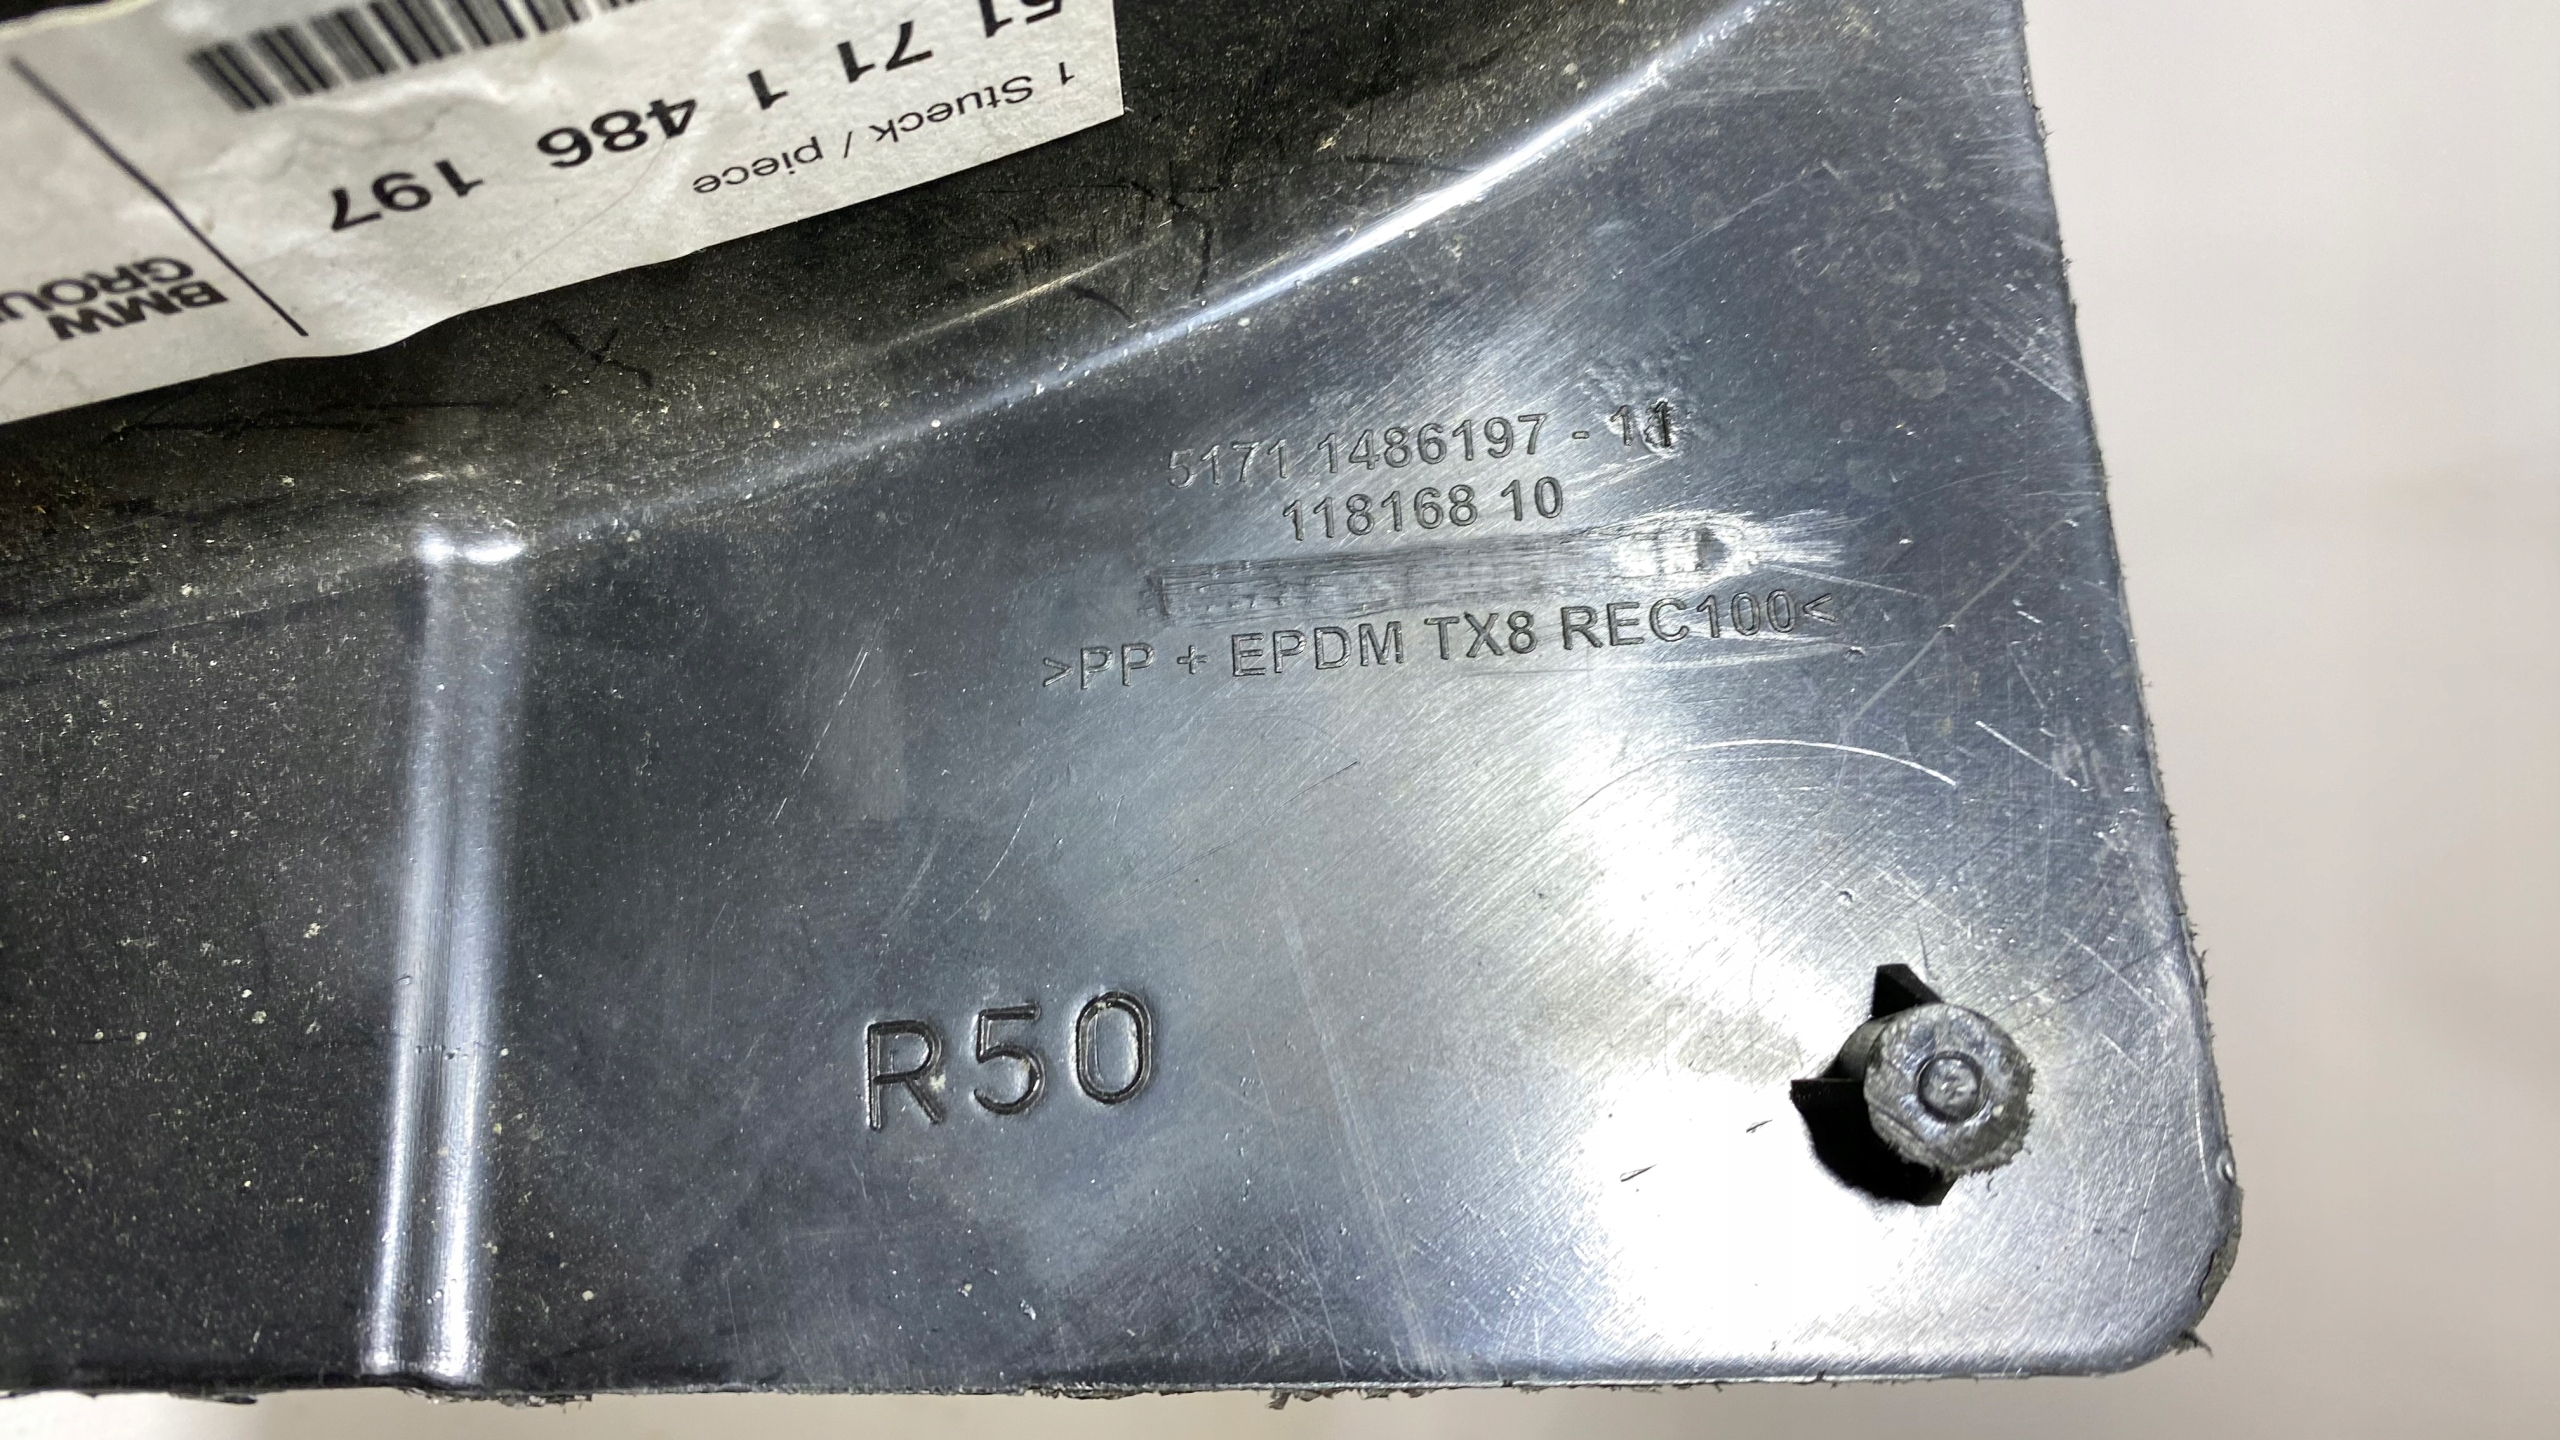 1 Stueck / piece
51 71 1 486 197
BMW
GROU
5171 1486197 - 11
118168 10
>PP + EPDM TX8 REC100<
R50